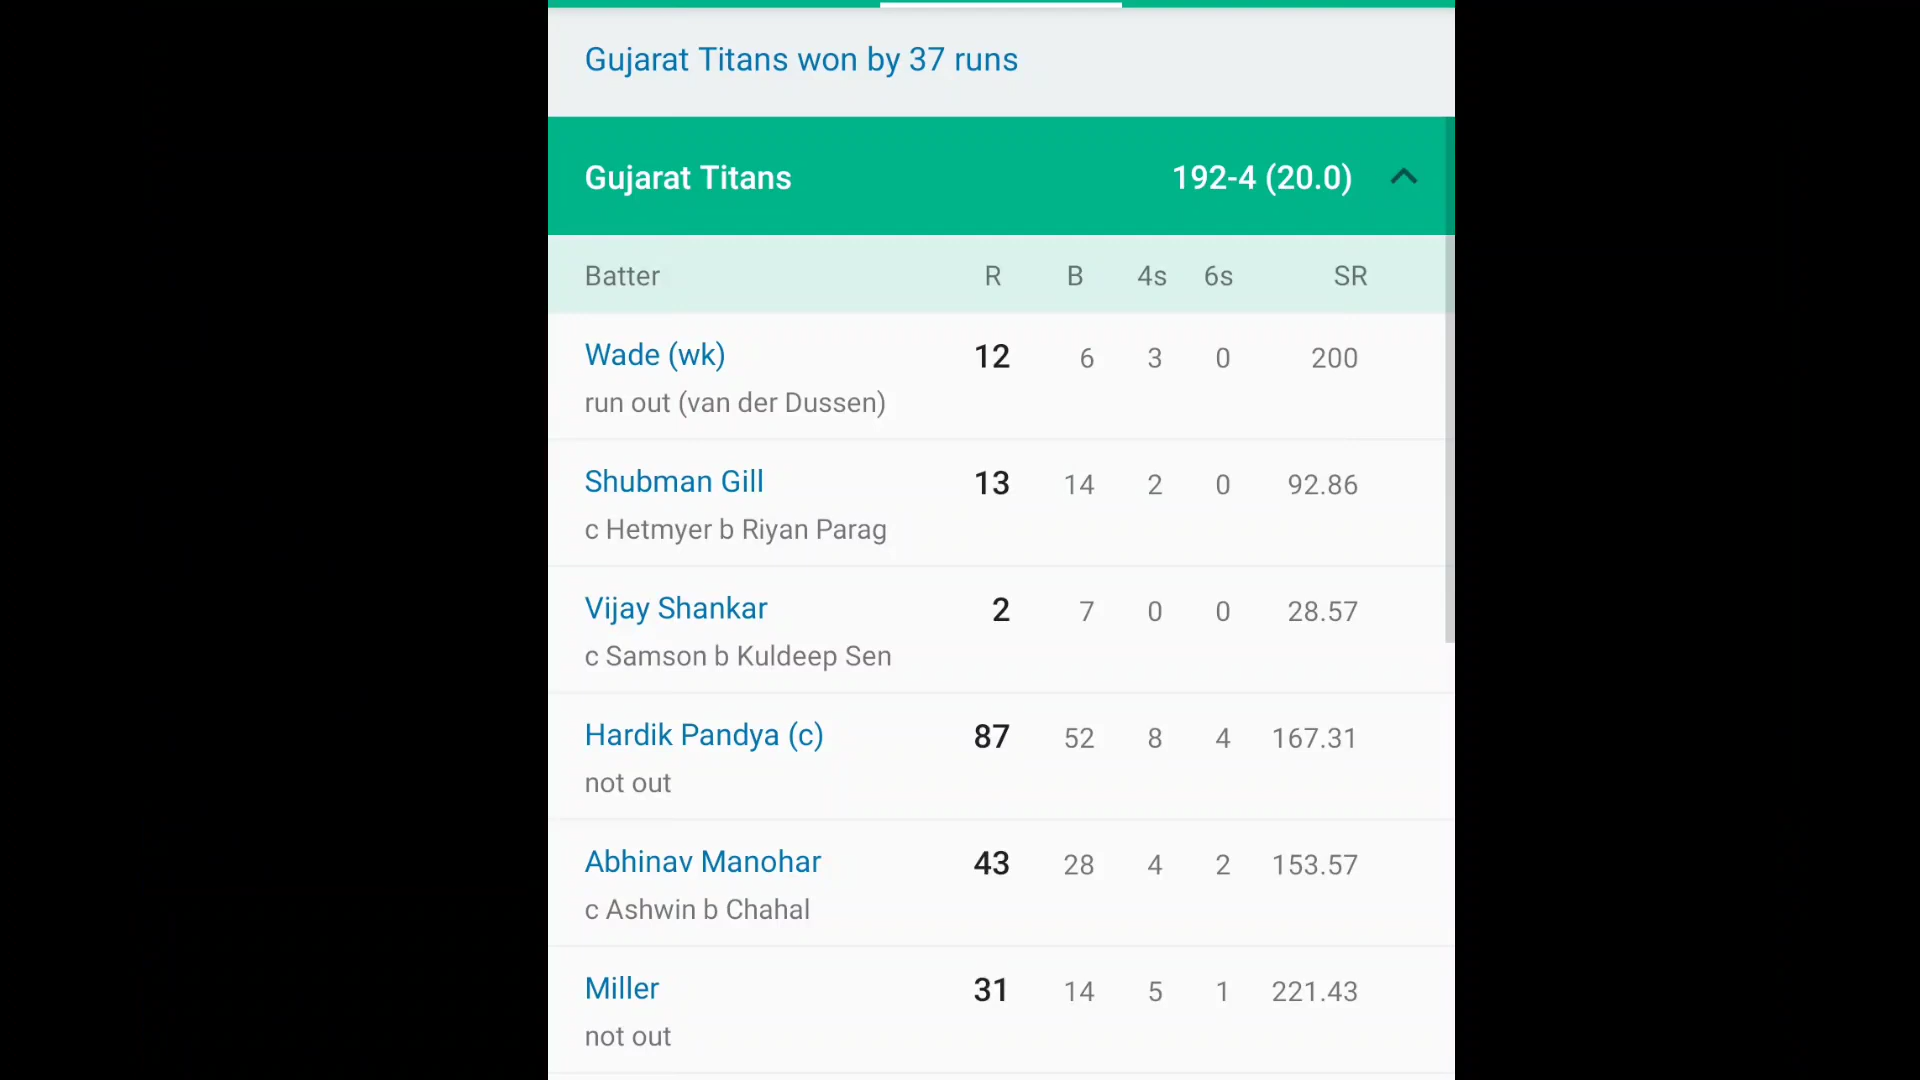 Gujarat Titans won by 37 runs
Gujarat Titans 192-4 (20.0)
Batter R B 4s 6s SR
Wade (wk) 12 6 3 0 200
run out (van der Dussen)
Shubman Gill 13 14 2 0 92.86
c Hetmyer b Riyan Parag
Vijay Shankar 2 7 0 0 28.57
c Samson b Kuldeep Sen
Hardik Pandya (c) 87 52 8 4 167.31
not out
Abhinav Manohar 43 28 4 2 153.57
c Ashwin b Chahal
Miller 31 14 5 1 221.43
not out